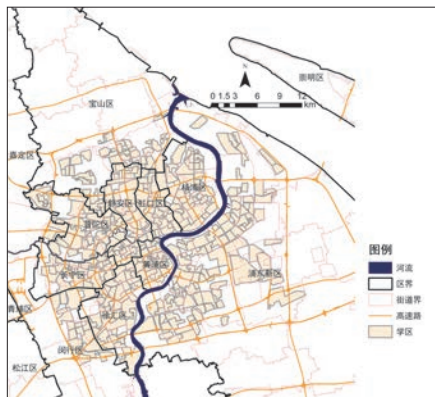 崇明区
N
0 1.5 3 6 9 12
km
宝山区
嘉定区
杨浦区
静安区
虹口区
普陀区
黄浦区
浦东新区
长宁区
徐汇区
青浦区
闵行区
松江区
图例
河流
区界
街道界
高速路
学区